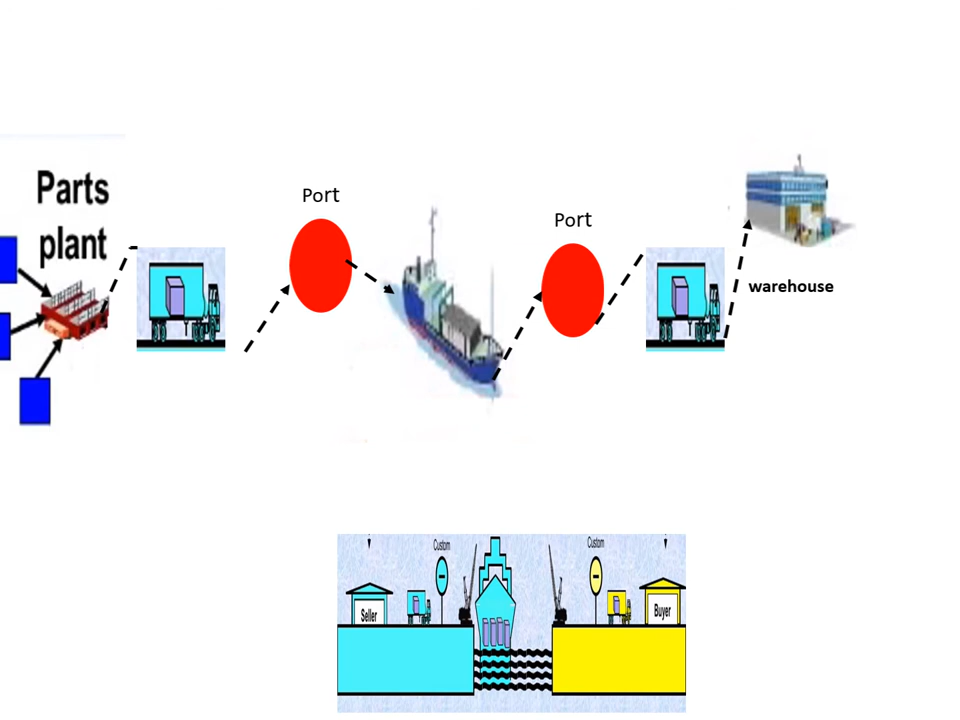 Parts
plant
Port
Port
warehouse
Custom
Custom
Seller
Buyer